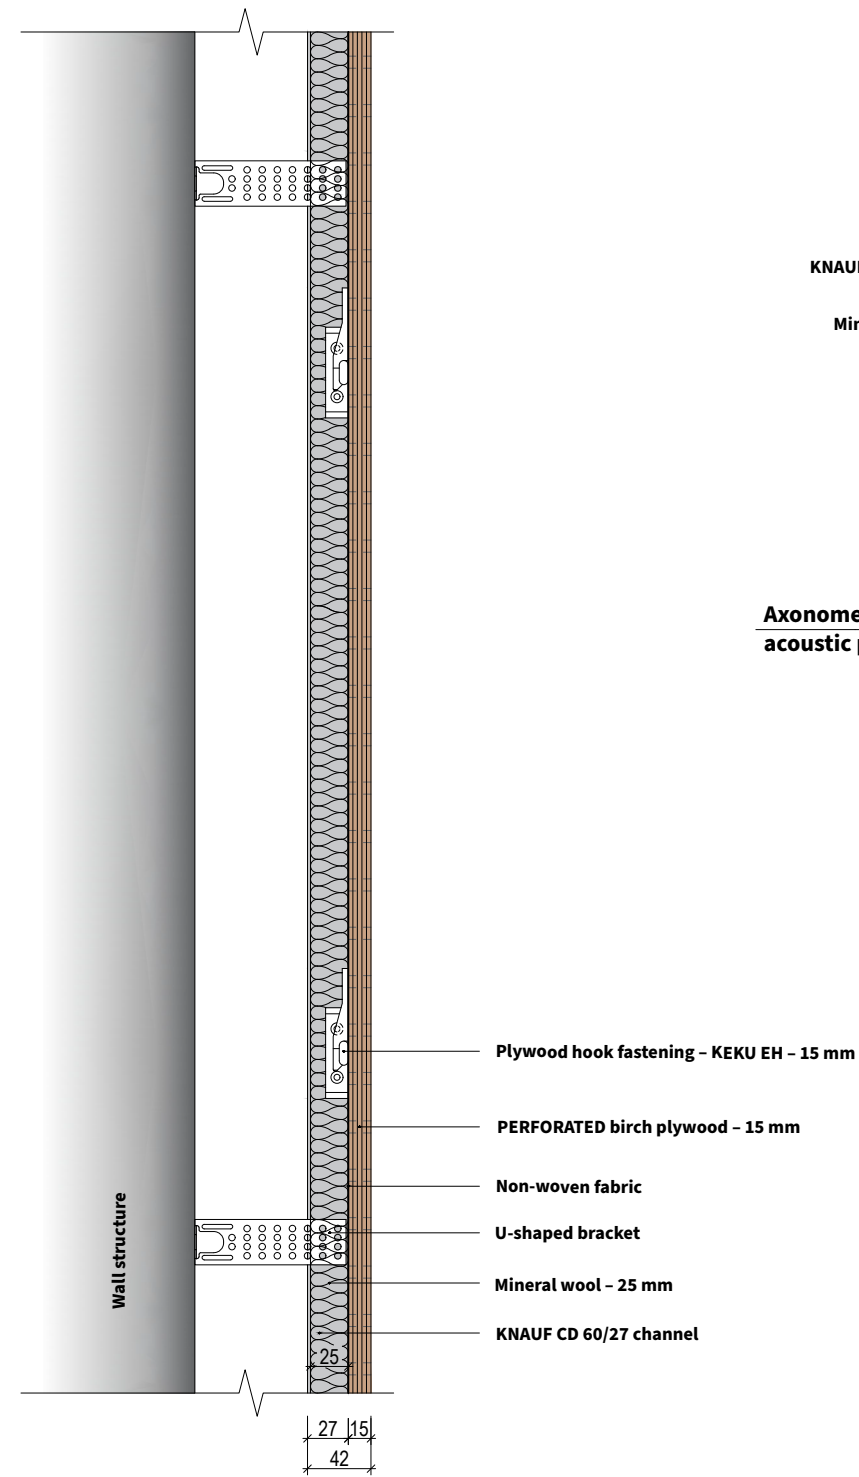 KNAU
Mir
Axonome
acoustic
Plywood hook fastening – KEKU EH – 15 mm
PERFORATED birch plywood – 15 mm
Non-woven fabric
U-shaped bracket
Mineral wool – 25 mm
KNAUF CD 60/27 channel
Wall structure
25
27 15
42